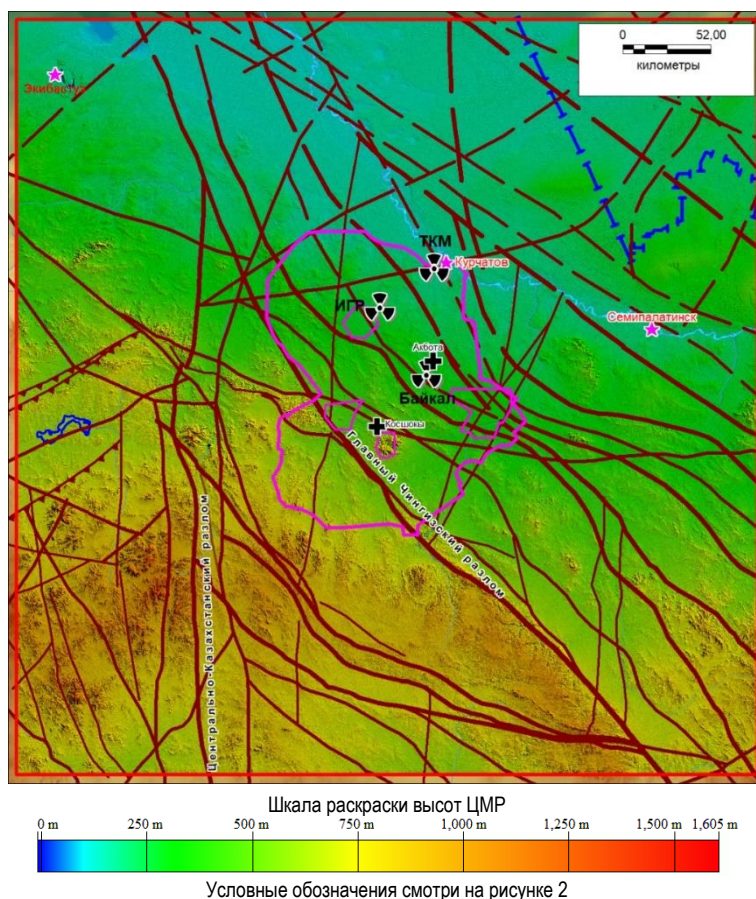 0 52,00
километры
Экибастуз
ТКМ
Курчатов
ИГР
Семипалатинск
Акбота
Байкал
Косшокы
Главный Чингизский разлом
Центрально-Казахстанский разлом
Шкала раскраски высот ЦМР
0 m 250 m 500 m 750 m 1,000 m 1,250 m 1,500 m 1,605 m
Условные обозначения смотри на рисунке 2